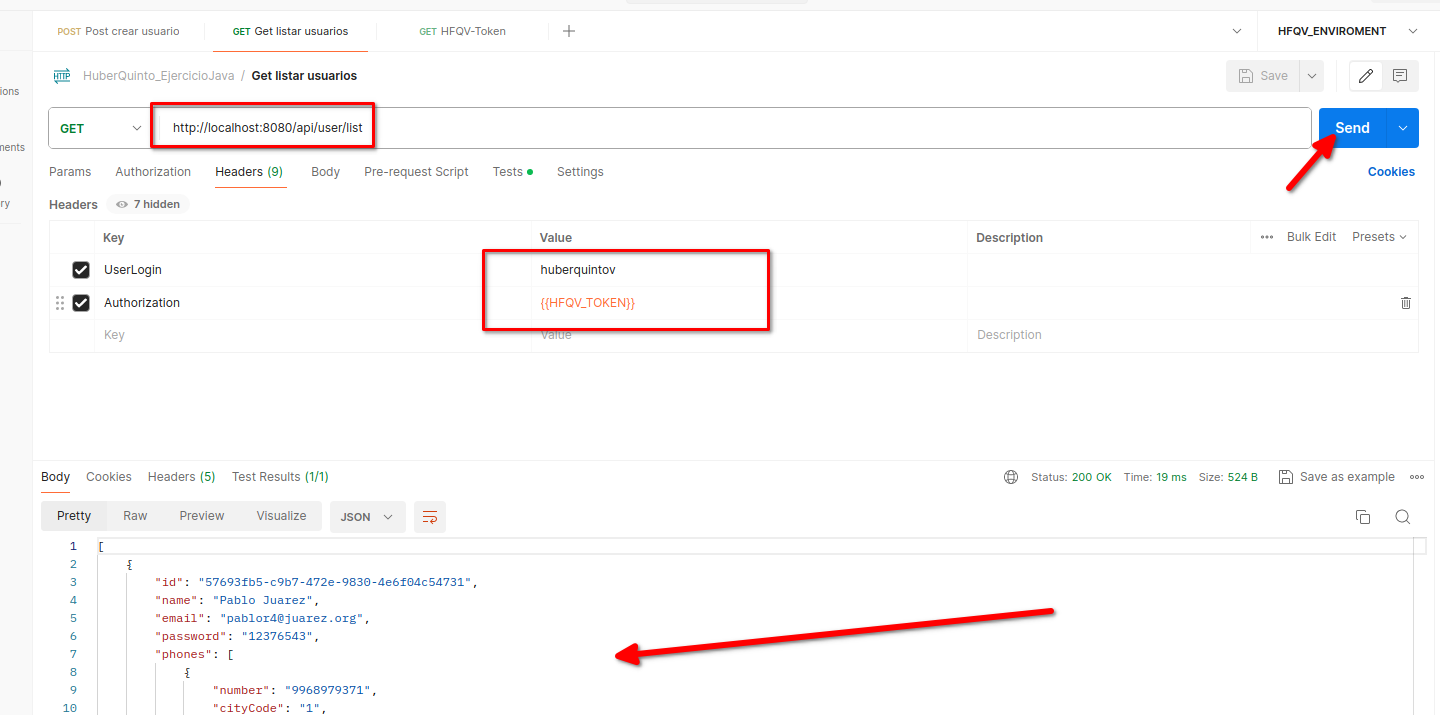 POST Post crear usuario
GET Get listar usuarios
GET HFQV-Token
HFQV_ENVIROMENT
HTTP HuberQuinto_EjercicioJava / Get listar usuarios
Save
ions
GET
http://localhost:8080/api/user/list
Send
ments
Params Authorization Headers (9) Body Pre-request Script Tests Settings
Cookies
ry
Headers 7 hidden
Key Value Description Bulk Edit Presets
UserLogin huberquintov
Authorization {{HFQV_TOKEN}}
Key Value Description
Body Cookies Headers (5) Test Results (1/1)
Status: 200 OK Time: 19 ms Size: 524 B Save as example
Pretty Raw Preview Visualize JSON
1 [
2 {
3 "id": "57693fb5-c9b7-472e-9830-4e6f04c54731",
4 "name": "Pablo Juarez",
5 "email": "pablor4@juarez.org",
6 "password": "12376543",
7 "phones": [
8 {
9 "number": "9968979371",
10 "cityCode": "1",